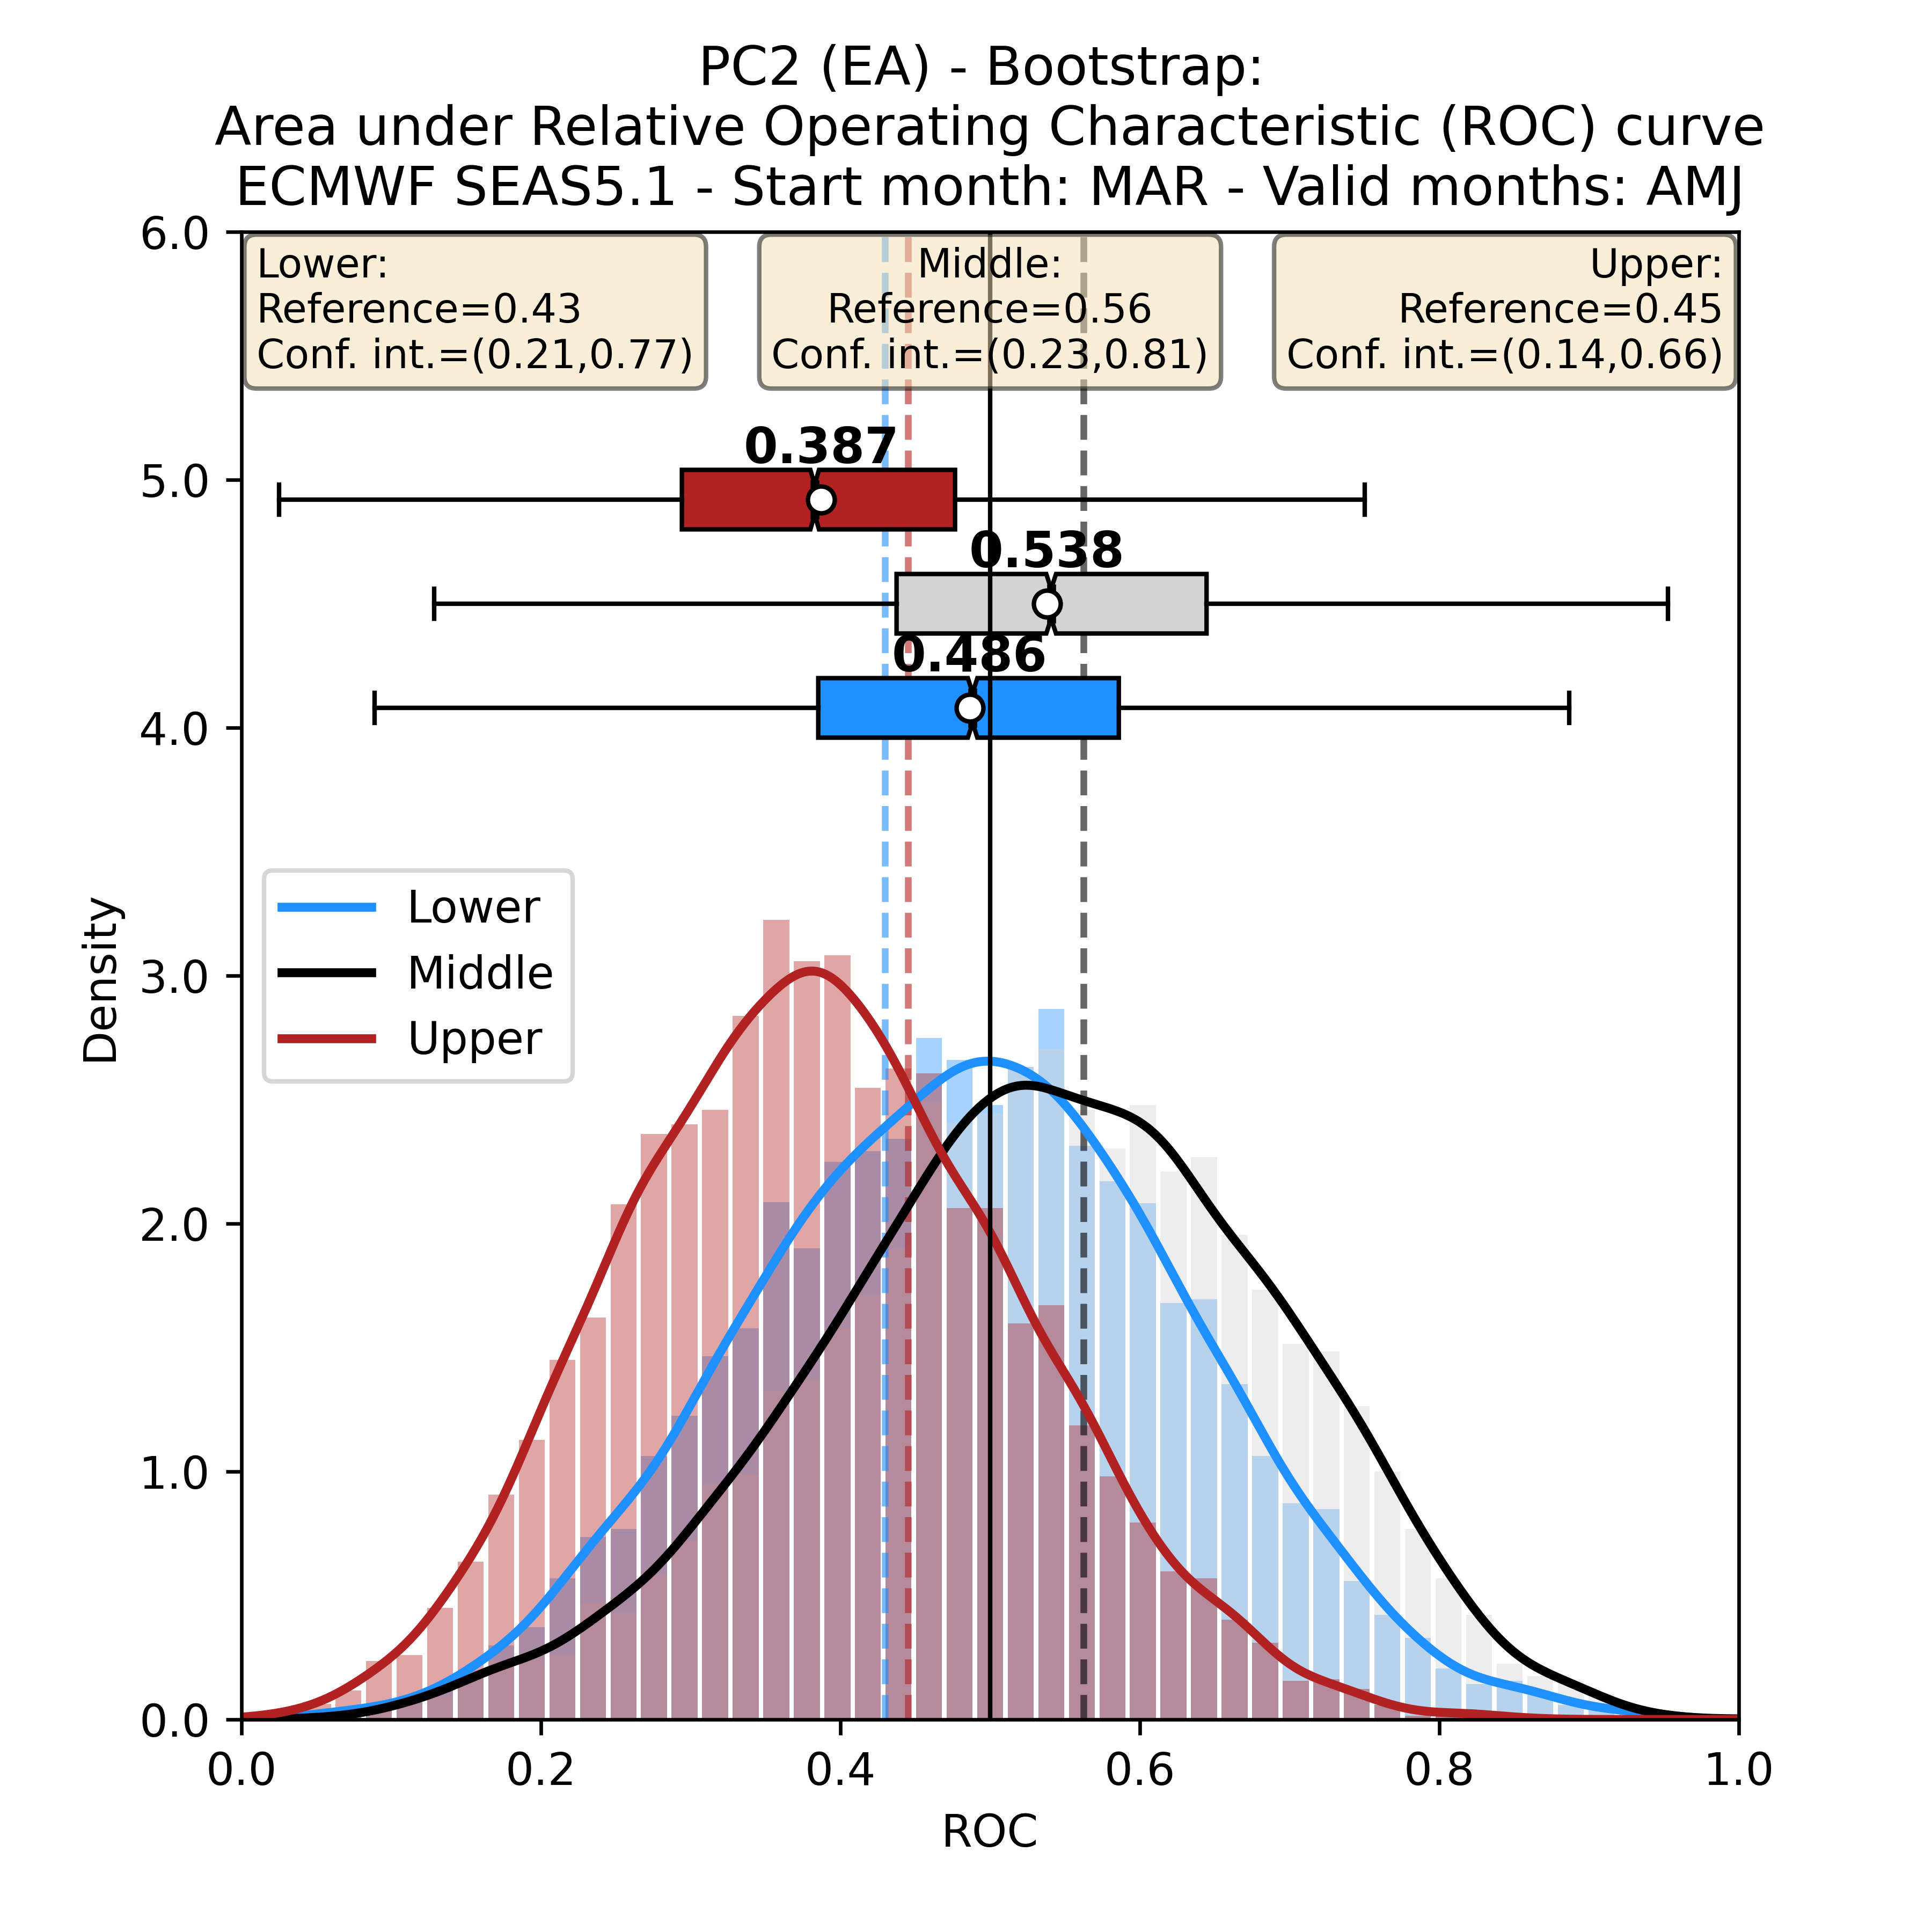 PC2 (EA) - Bootstrap:
Area under Relative Operating Characteristic (ROC) curve
ECMWF SEAS5.1 - Start month: MAR - Valid months: AMJ
Lower:
Reference=0.43
Conf. int.=(0.21,0.77)
Middle:
Reference=0.56
Conf. int.=(0.23,0.81)
Upper:
Reference=0.45
Conf. int.=(0.14,0.66)
0.387
0.538
0.486
Lower
Middle
Upper
Density
6.0
5.0
4.0
3.0
2.0
1.0
0.0
0.0 0.2 0.4 0.6 0.8 1.0
ROC